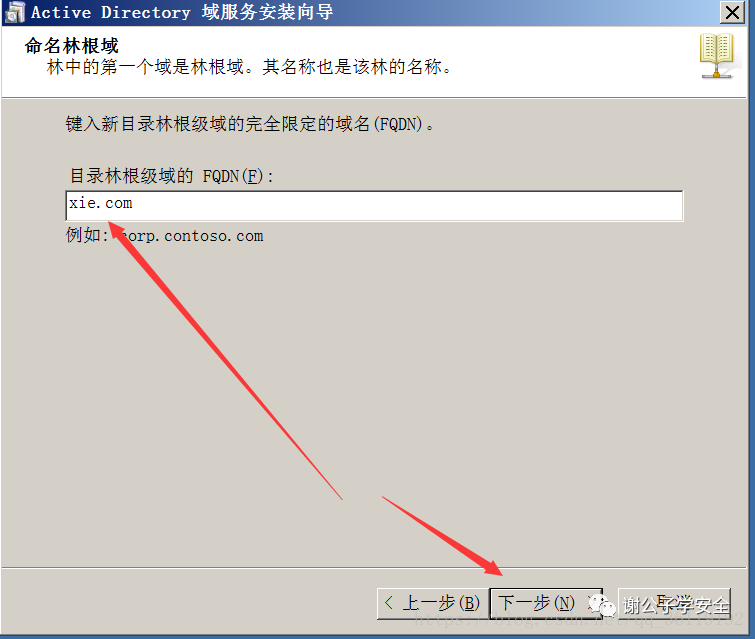 Active Directory 域服务安装向导
命名林根域
林中的第一个域是林根域。其名称也是该林的名称。
键入新目录林根级域的完全限定的域名(FQDN)。
目录林根级域的 FQDN(F):
xie.com
例如: corp.contoso.com
< 上一步(B) 下一步(N) > 取消
谢公子学安全